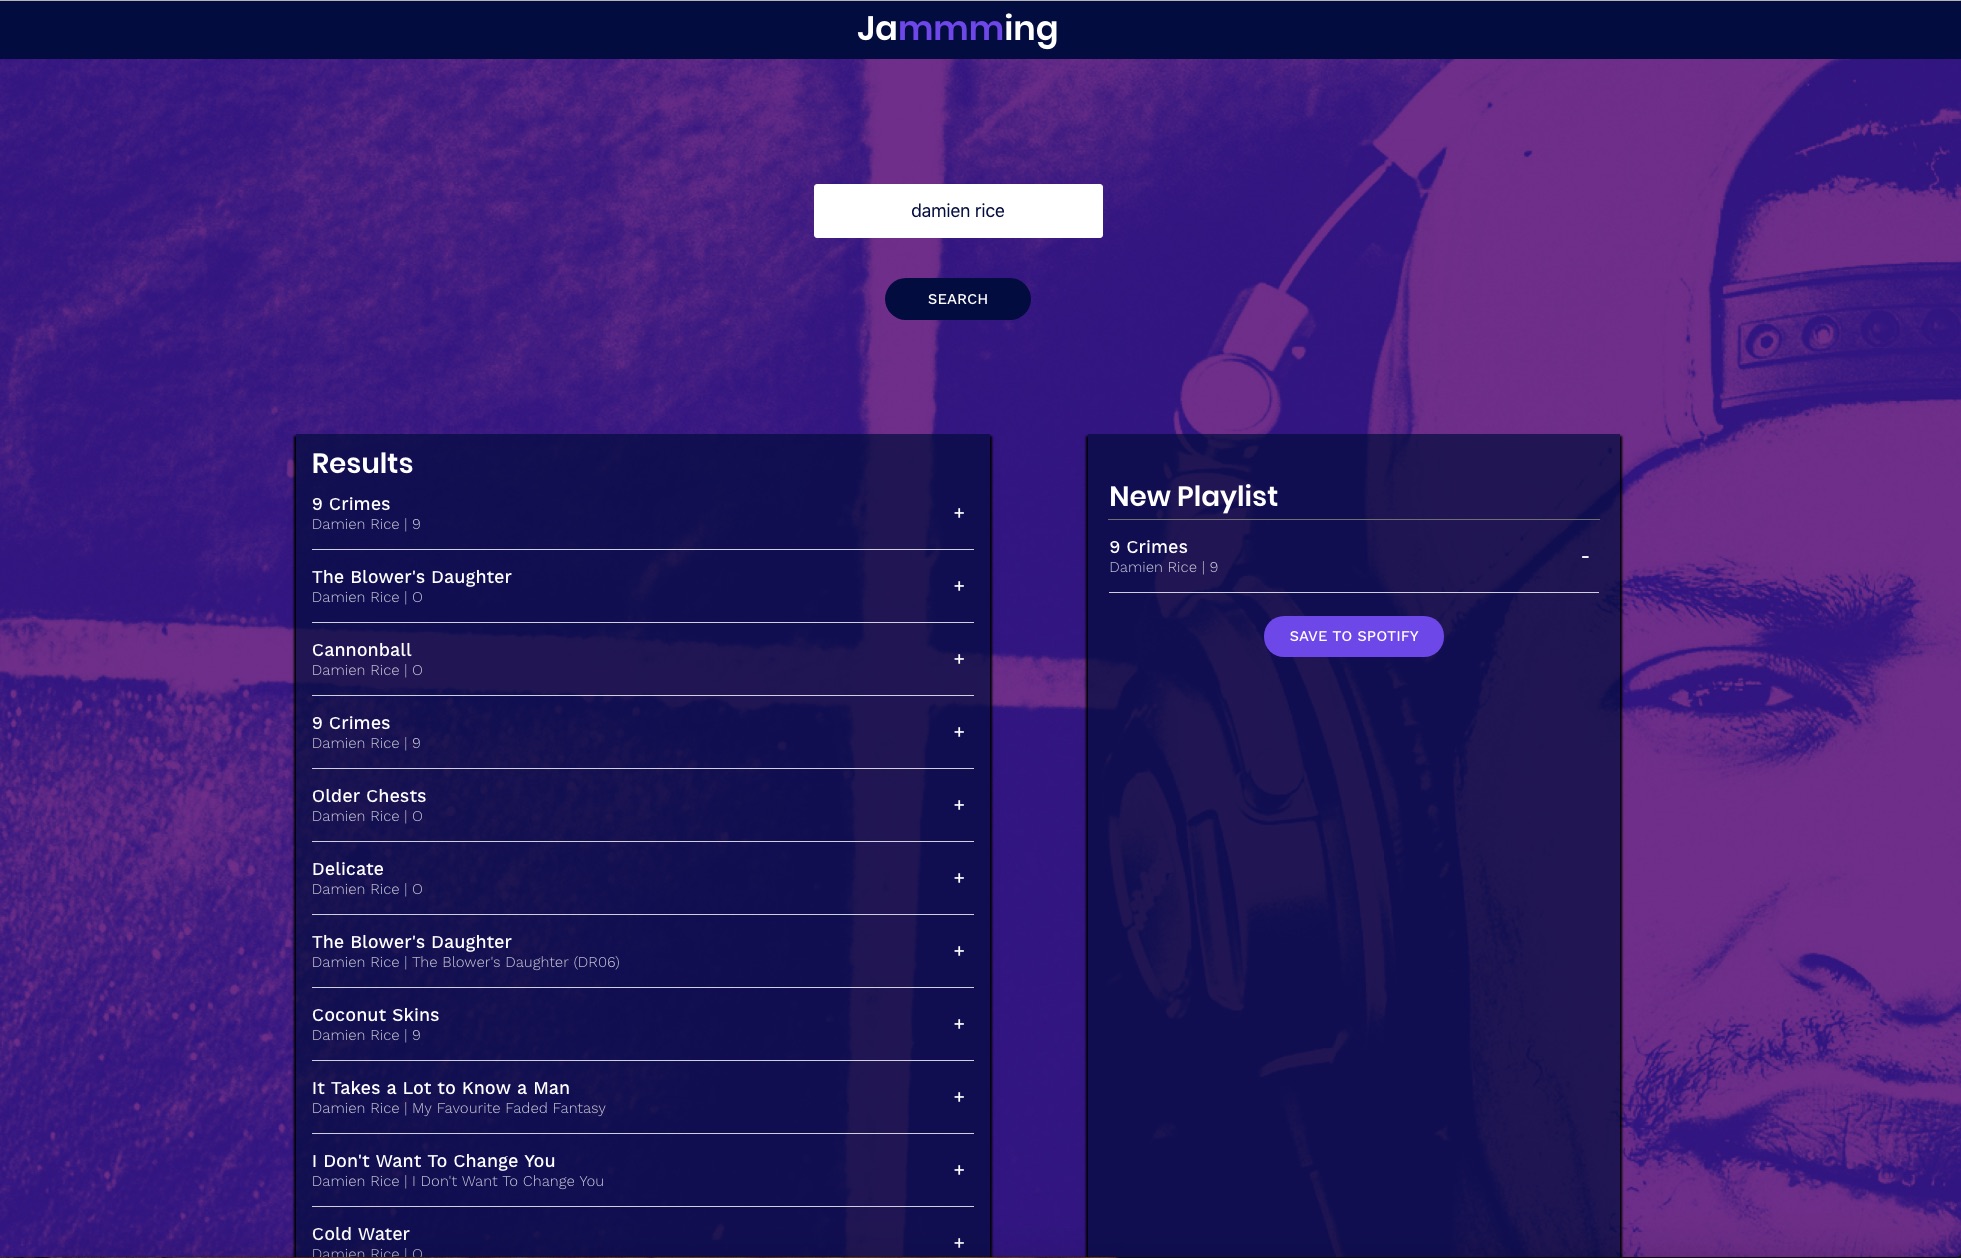 Jammming
damien rice
SEARCH
Results
9 Crimes
Damien Rice | 9
+
The Blower's Daughter
Damien Rice | O
+
Cannonball
Damien Rice | O
+
9 Crimes
Damien Rice | 9
+
Older Chests
Damien Rice | O
+
Delicate
Damien Rice | O
+
The Blower's Daughter
Damien Rice | The Blower's Daughter (DR06)
+
Coconut Skins
Damien Rice | 9
+
It Takes a Lot to Know a Man
Damien Rice | My Favourite Faded Fantasy
+
I Don't Want To Change You
Damien Rice | I Don't Want To Change You
+
Cold Water
Damien Rice | O
+
New Playlist
9 Crimes
Damien Rice | 9
-
SAVE TO SPOTIFY